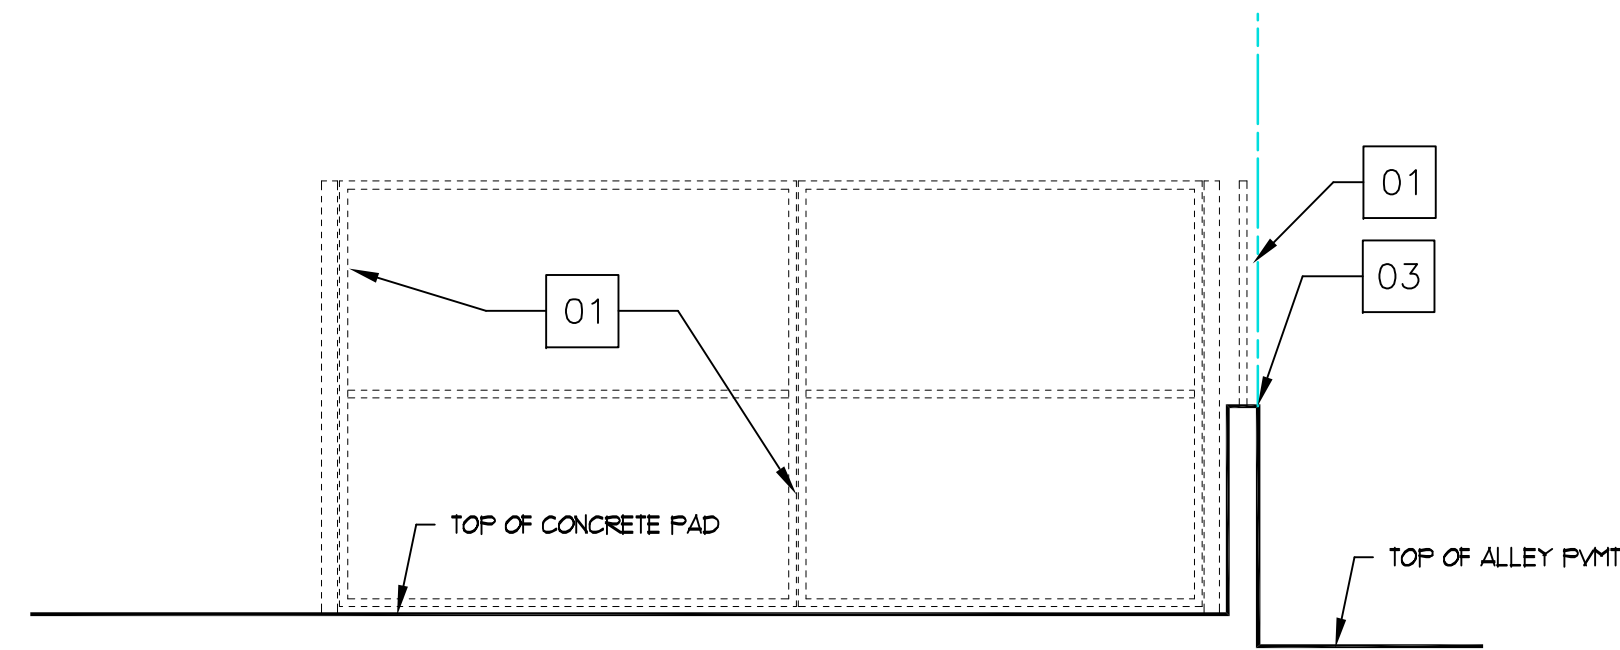 01
03
01
TOP OF CONCRETE PAD
TOP OF ALLEY PVMT